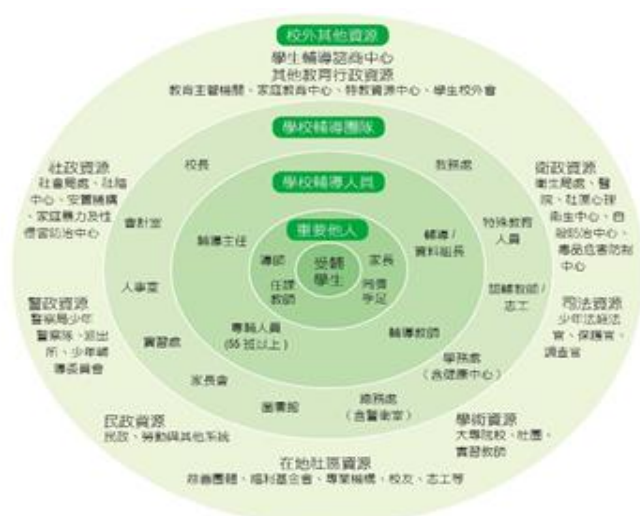 校外其他資源
學生輔導諮商中心
其他教育行政資源
教育主管機關、家庭教育中心、特教資源中心、學生校外會
學校輔導團隊
校長
教務處
社政資源
社會局處、社福
中心、安置機構
、家庭暴力及性
侵害防治中心
衛政資源
衛生局處、醫
院、社區心理
衛生中心、自
殺防治中心、
毒品危害防制
中心
學校輔導人員
會計室
特殊教育
人員
輔導主任
輔導/
資料組長
重要他人
導師
家長
受輔
學生
任課
教師
同儕
手足
人事室
認輔教師/
志工
警政資源
警察局少年
警察隊、派出
所、少年輔
導委員會
司法資源
少年法庭法
官、保護官、
調查官
專輔人員
(55 班以上)
輔導教師
實習處
學務處
(含健康中心)
家長會
圖書館
總務處
(含警衛室)
民政資源
民政、勞動與其他系統
學術資源
大專院校、社團、
實習教師
在地社區資源
慈善團體、福利基金會、專業機構、校友、志工等